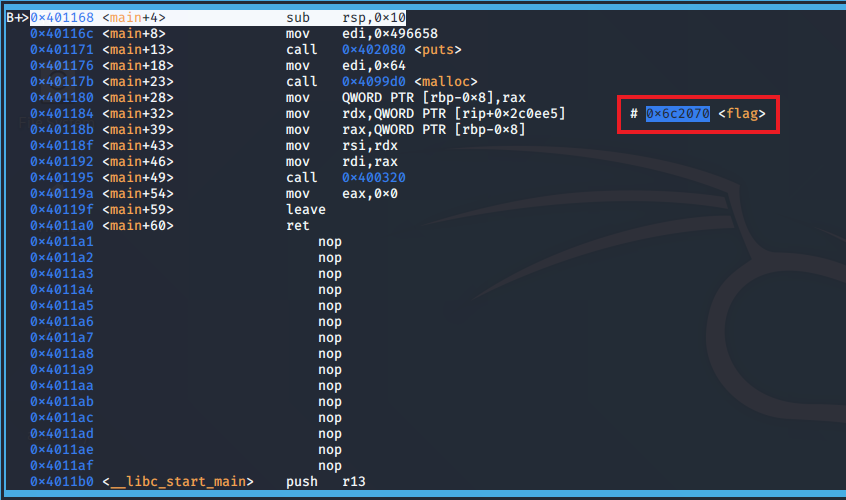 B+> 0×401168 <main+4> sub rsp,0×10
0×40116c <main+8> mov edi,0×496658
0×401171 <main+13> call 0×402080 <puts>
0×401176 <main+18> mov edi,0×64
0×40117b <main+23> call 0×4099d0 <malloc>
0×401180 <main+28> mov QWORD PTR [rbp-0×8],rax
0×401184 <main+32> mov rdx,QWORD PTR [rip+0×2c0ee5] # 0×6c2070 <flag>
0×40118b <main+39> mov rax,QWORD PTR [rbp-0×8]
0×40118f <main+43> mov rsi,rdx
0×401192 <main+46> mov rdi,rax
0×401195 <main+49> call 0×400320
0×40119a <main+54> mov eax,0×0
0×40119f <main+59> leave
0×4011a0 <main+60> ret
0×4011a1 nop
0×4011a2 nop
0×4011a3 nop
0×4011a4 nop
0×4011a5 nop
0×4011a6 nop
0×4011a7 nop
0×4011a8 nop
0×4011a9 nop
0×4011aa nop
0×4011ab nop
0×4011ac nop
0×4011ad nop
0×4011ae nop
0×4011af nop
0×4011b0 <__libc_start_main> push r13